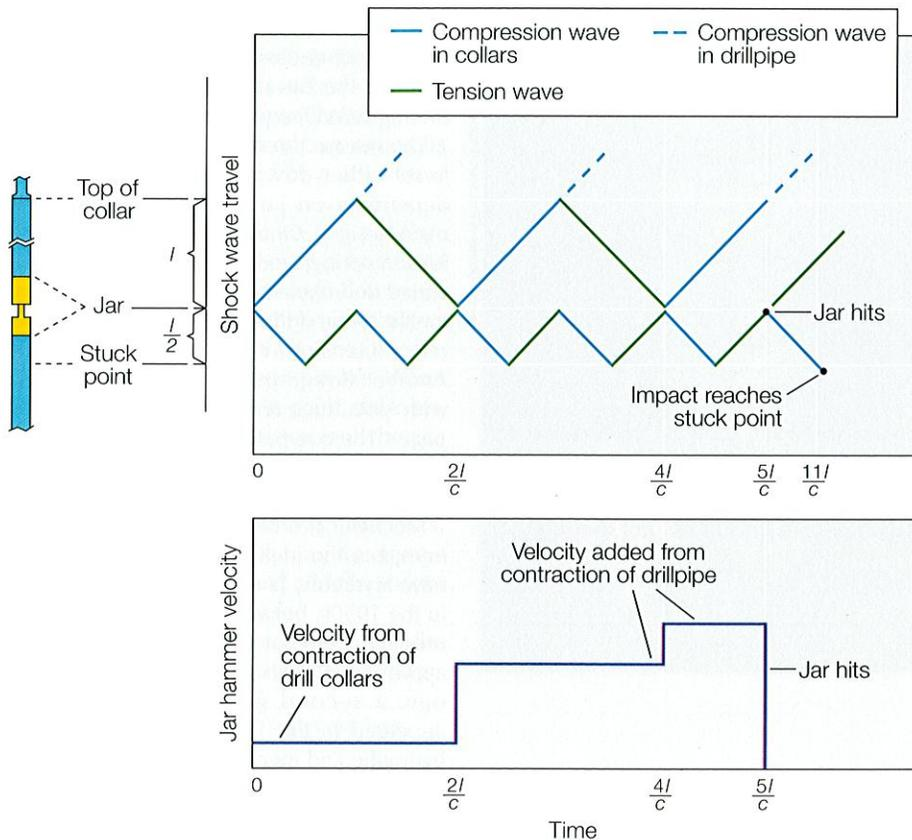 Compression wave
in collars
Compression wave
in drillpipe
Tension wave
Top of
collar
l
Jar
l
2
Stuck
point
Shock wave travel
Jar hits
Impact reaches
stuck point
0
2l
c
4l
c
5l
c
11l
c
Jar hammer velocity
Velocity from
contraction of
drill collars
Velocity added from
contraction of drillpipe
Jar hits
0
2l
c
4l
c
5l
c
Time